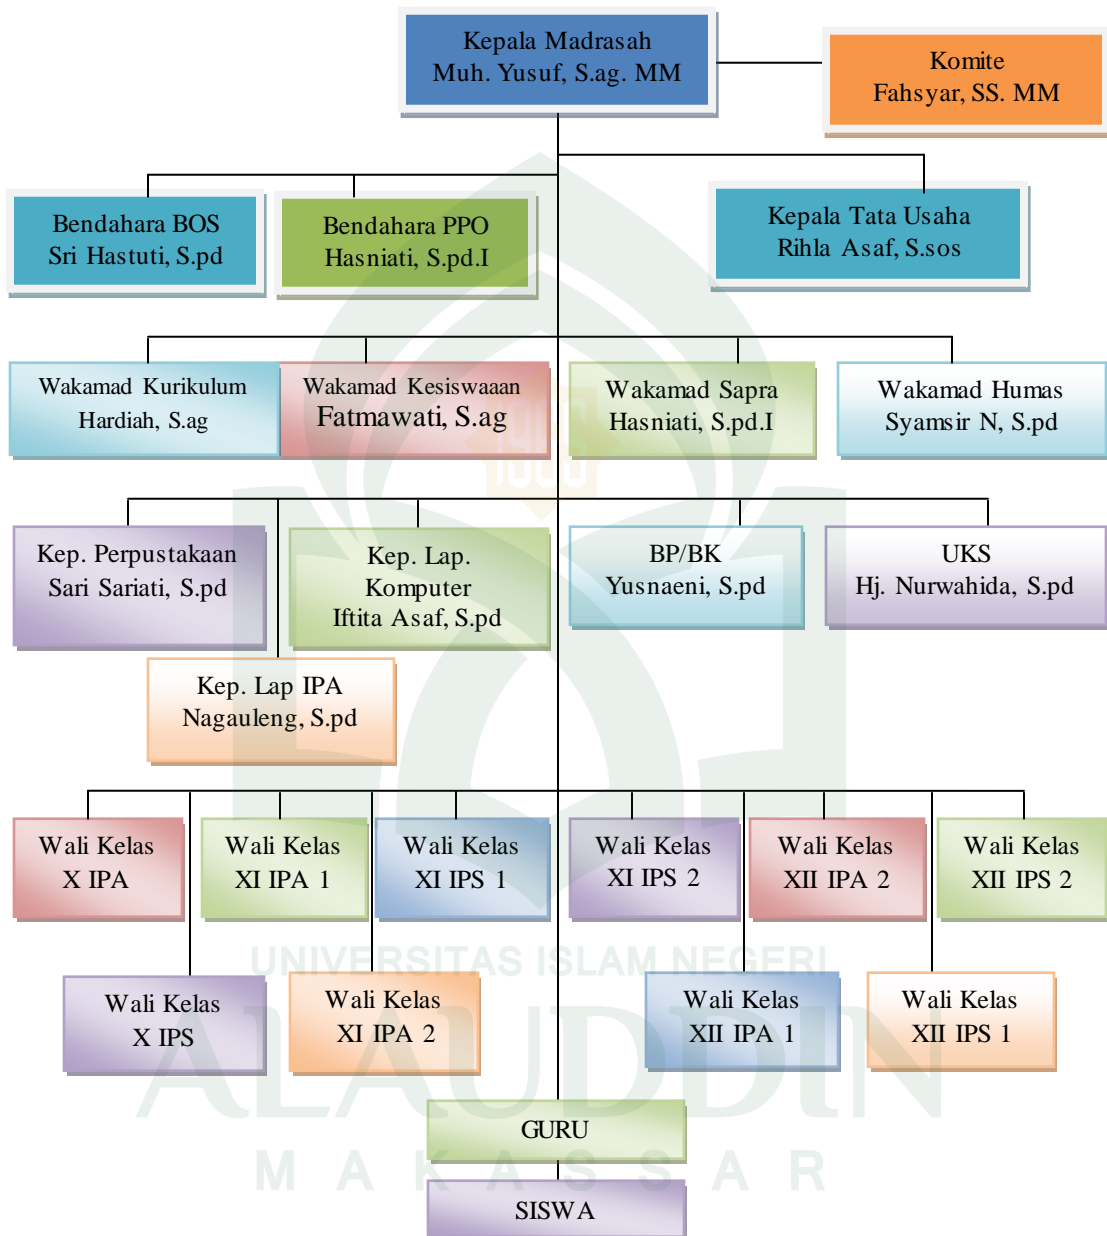 Kepala Madrasah
Muh. Yusuf, S.ag. MM
Komite
Fahsyar, SS. MM
Bendahara BOS
Sri Hastuti, S.pd
Bendahara PPO
Hasniati, S.pd.I
Kepala Tata Usaha
Rihla Asaf, S.sos
Wakamad Kurikulum
Hardiah, S.ag
Wakamad Kesiswaaan
Fatmawati, S.ag
Wakamad Sapra
Hasniati, S.pd.I
Wakamad Humas
Syamsir N, S.pd
1965
Kep. Perpustakaan
Sari Sariati, S.pd
Kep. Lap.
Komputer
Iftita Asaf, S.pd
BP/BK
Yusnaeni, S.pd
UKS
Hj. Nurwahida, S.pd
Kep. Lap IPA
Nagauleng, S.pd
Wali Kelas
X IPA
Wali Kelas
XI IPA 1
Wali Kelas
XI IPS 1
Wali Kelas
XI IPS 2
Wali Kelas
XII IPA 2
Wali Kelas
XII IPS 2
UNIVERSITAS ISLAM NEGERI
Wali Kelas
X IPS
Wali Kelas
XI IPA 2
Wali Kelas
XII IPA 1
Wali Kelas
XII IPS 1
ALAUDDIN
GURU
MAKASSAR
SISWA